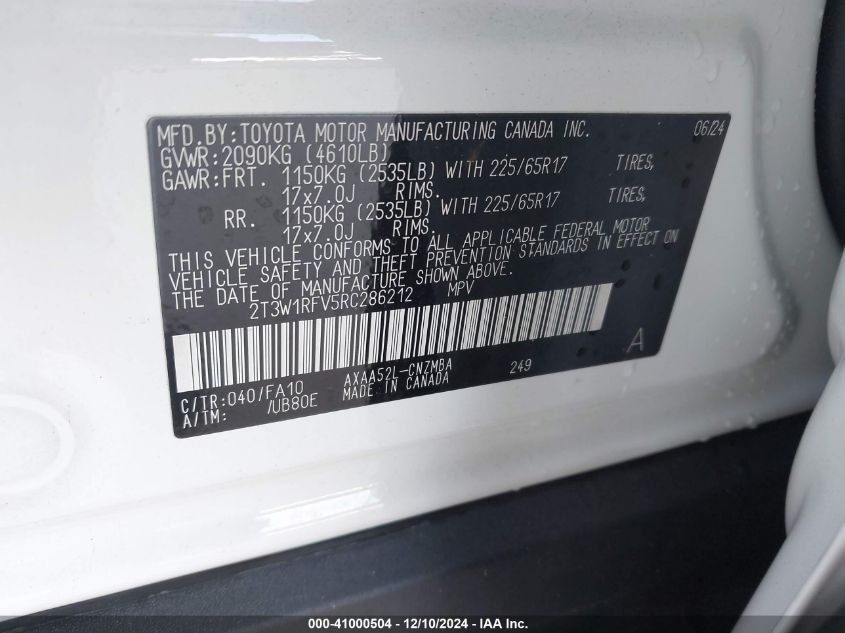 MFD.BY:TOYOTA MOTOR MANUFACTURING CANADA INC. 06/24
GVWR:2090KG (4610LB)
GAWR:FRT. 1150KG (2535LB) WITH 225/65R17 TIRES,
17x7.0J RIMS.
RR. 1150KG (2535LB) WITH 225/65R17 TIRES,
17x7.0J RIMS.
THIS VEHICLE CONFORMS TO ALL APPLICABLE FEDERAL MOTOR
VEHICLE SAFETY AND THEFT PREVENTION STANDARDS IN EFFECT ON
THE DATE OF MANUFACTURE SHOWN ABOVE.
2T3W1RFV5RC286212 MPV
A
C/TR:040/FA10 AXAA52L-CNZMBA 249
A/TM: /UB80E MADE IN CANADA
000-41000504 - 12/10/2024 - IAA Inc.